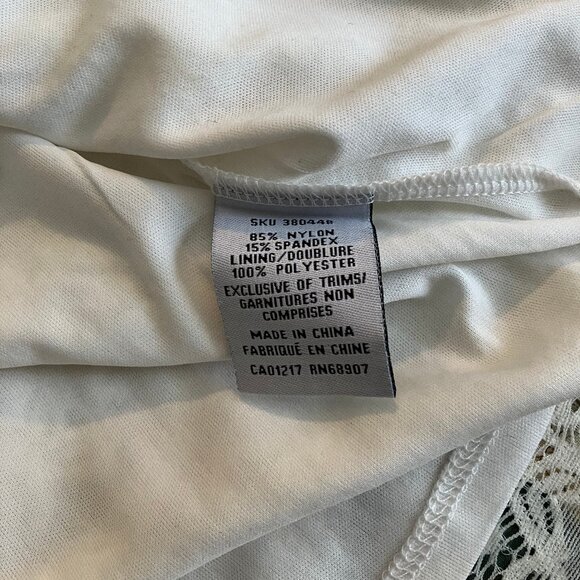 SKU 380448
85% NYLON
15% SPANDEX
LINING/DOUBLURE
100% POLYESTER
EXCLUSIVE OF TRIMS/
GARNITURES NON
COMPRISES
MADE IN CHINA
FABRIQUÉ EN CHINE
CA01217 RN68907